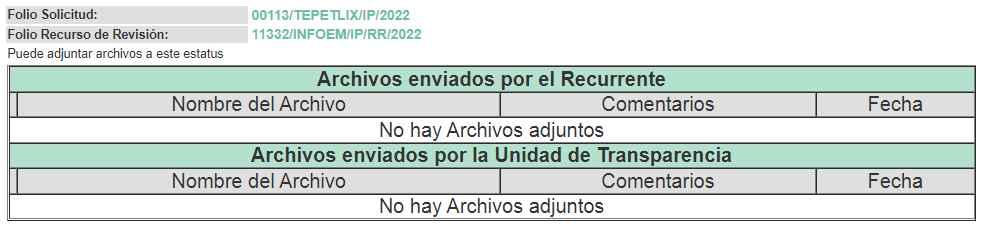 Folio Solicitud: 00113/TEPETLIX/IP/2022
Folio Recurso de Revisión: 11332/INFOEM/IP/RR/2022
Puede adjuntar archivos a este estatus
Archivos enviados por el Recurrente
Nombre del Archivo Comentarios Fecha
No hay Archivos adjuntos
Archivos enviados por la Unidad de Transparencia
Nombre del Archivo Comentarios Fecha
No hay Archivos adjuntos